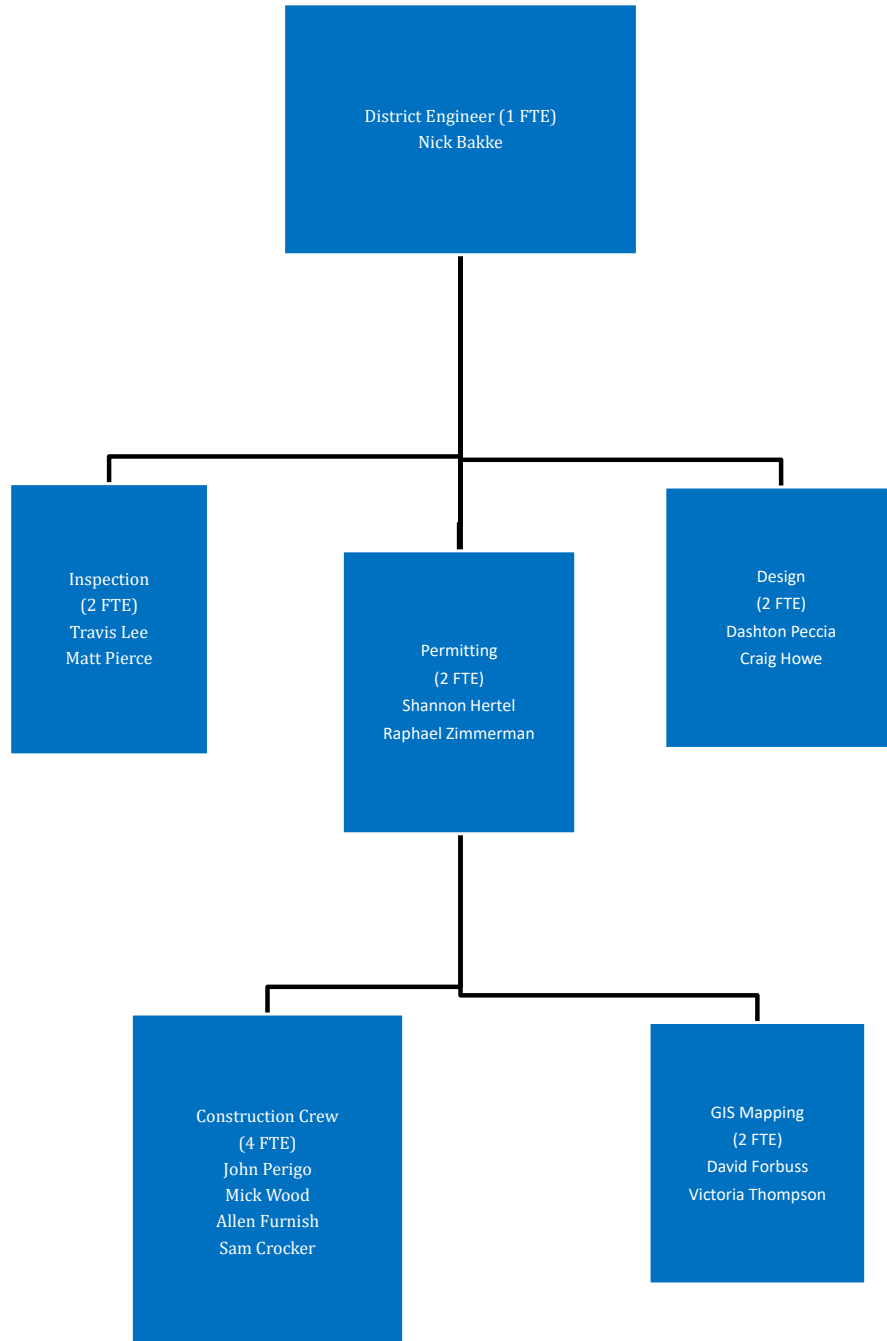 District Engineer (1 FTE)
Nick Bakke
Inspection
(2 FTE)
Travis Lee
Matt Pierce
Permitting
(2 FTE)
Shannon Hertel
Raphael Zimmerman
Design
(2 FTE)
Dashton Peccia
Craig Howe
Construction Crew
(4 FTE)
John Perigo
Mick Wood
Allen Furnish
Sam Crocker
GIS Mapping
(2 FTE)
David Forbuss
Victoria Thompson